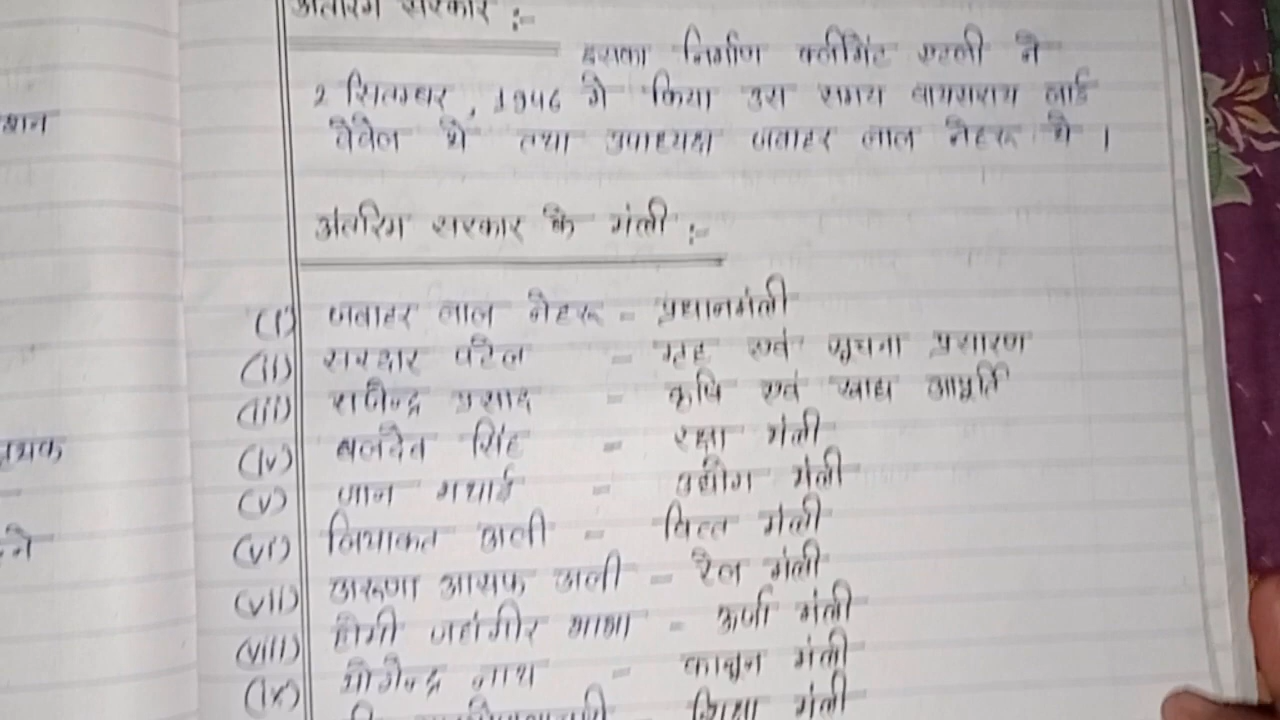 अंतरिम सरकार :-
इसका निर्माण क्लीमेंट एटली ने
2 सितम्बर, 1946 में किया उस समय वायसराय लार्ड
वेवेल थे तथा उपाध्यक्ष जवाहर लाल नेहरू थे ।
अंतरिम सरकार के मंत्री :-
(i) जवाहर लाल नेहरू - प्रधानमंत्री
(ii) सरदार पटेल - गृह एवं सूचना प्रसारण
(iii) राजेन्द्र प्रसाद - कृषि एवं खाद्य आपूर्ति
(iv) बलदेव सिंह - रक्षा मंत्री
(v) जान मथाई - उद्योग मंत्री
(vi) लियाकत अली - वित्त मंत्री
(vii) अरुणा आसफ अली - रेल मंत्री
(viii) होमी जहांगीर भाभा - ऊर्जा मंत्री
(ix) योगेन्द्र नाथ - कानून मंत्री
शिक्षा मंत्री